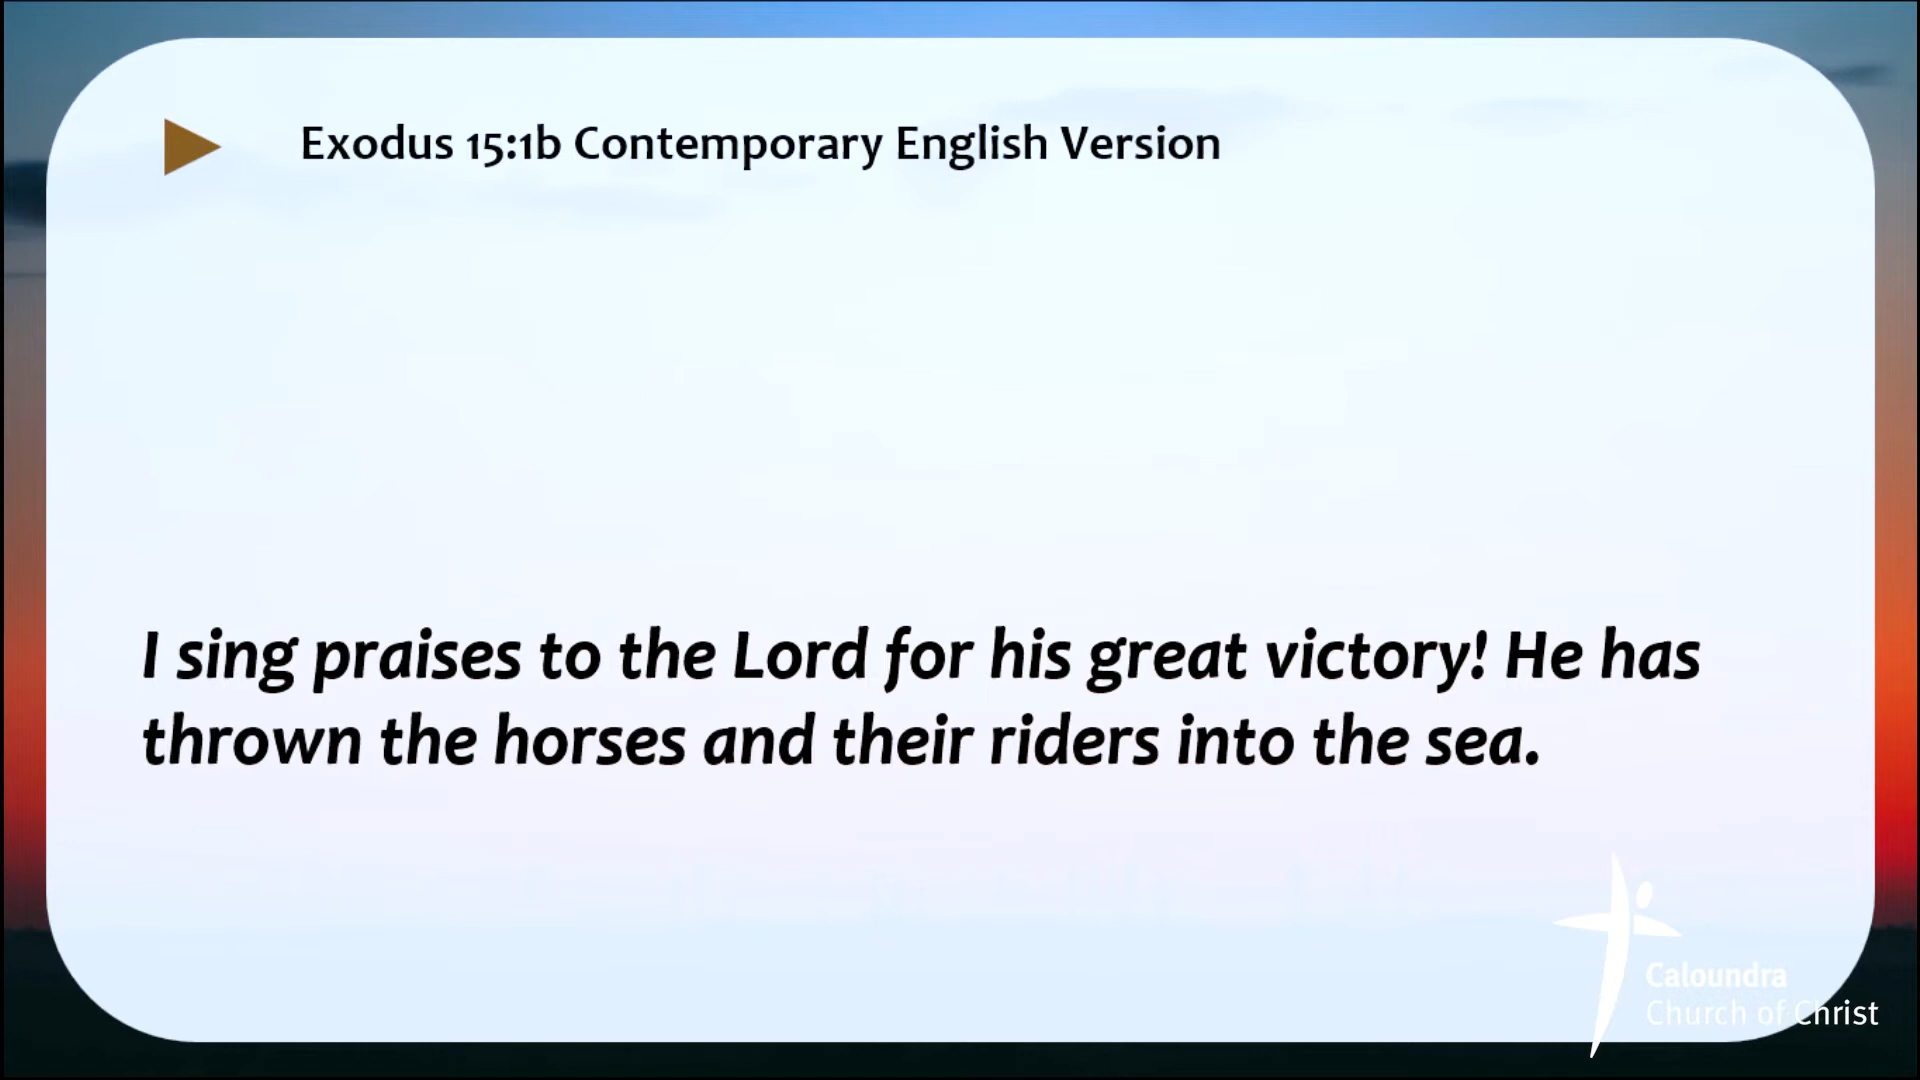 Exodus 15:1b Contemporary English Version
I sing praises to the Lord for his great victory! He has
thrown the horses and their riders into the sea.
Caloundra
Church of Christ